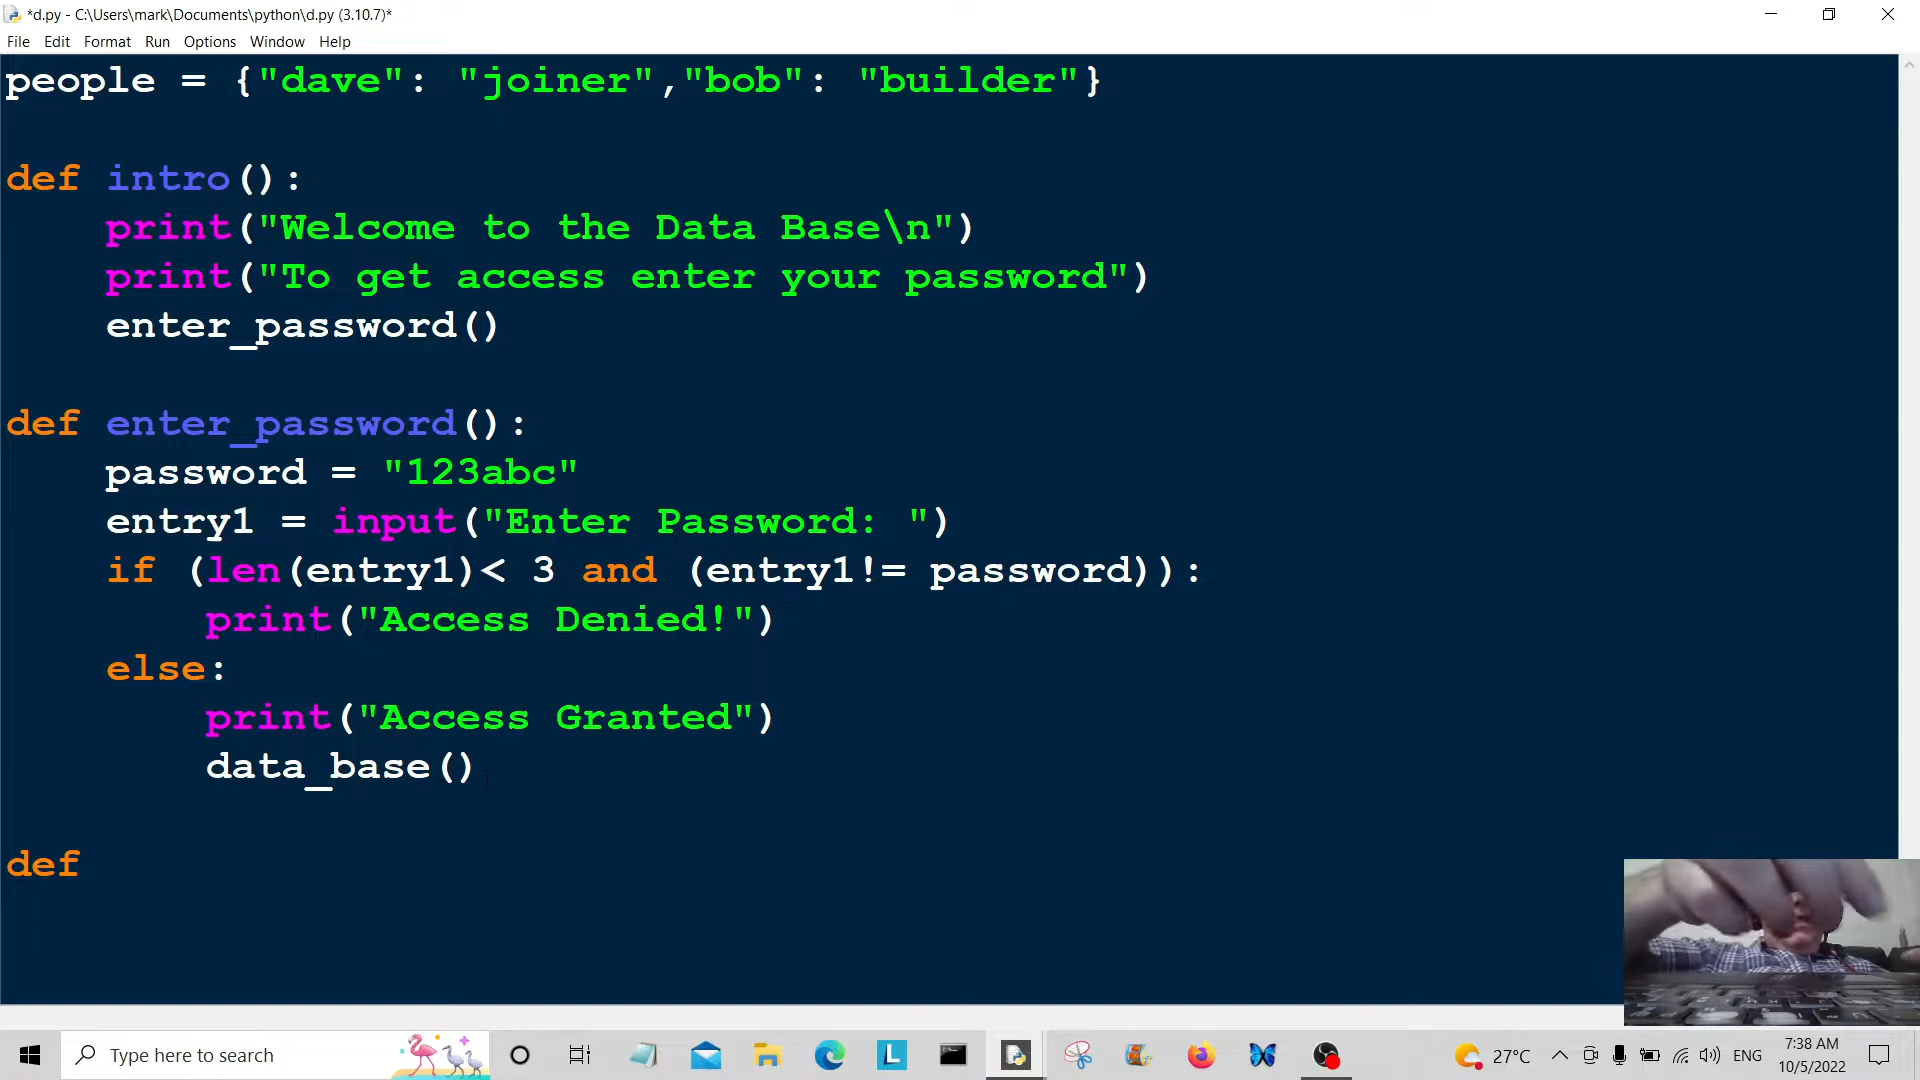 *d.py - C:\Users\mark\Documents\python\d.py (3.10.7)*
File Edit Format Run Options Window Help
people = {"dave": "joiner","bob": "builder"}
def intro():
    print("Welcome to the Data Base\n")
    print("To get access enter your password")
    enter_password()
def enter_password():
    password = "123abc"
    entry1 = input("Enter Password: ")
    if (len(entry1)< 3 and (entry1!= password)):
        print("Access Denied!")
    else:
        print("Access Granted")
        data_base()
def
Type here to search
L
27°C
ENG
7:38 AM
10/5/2022